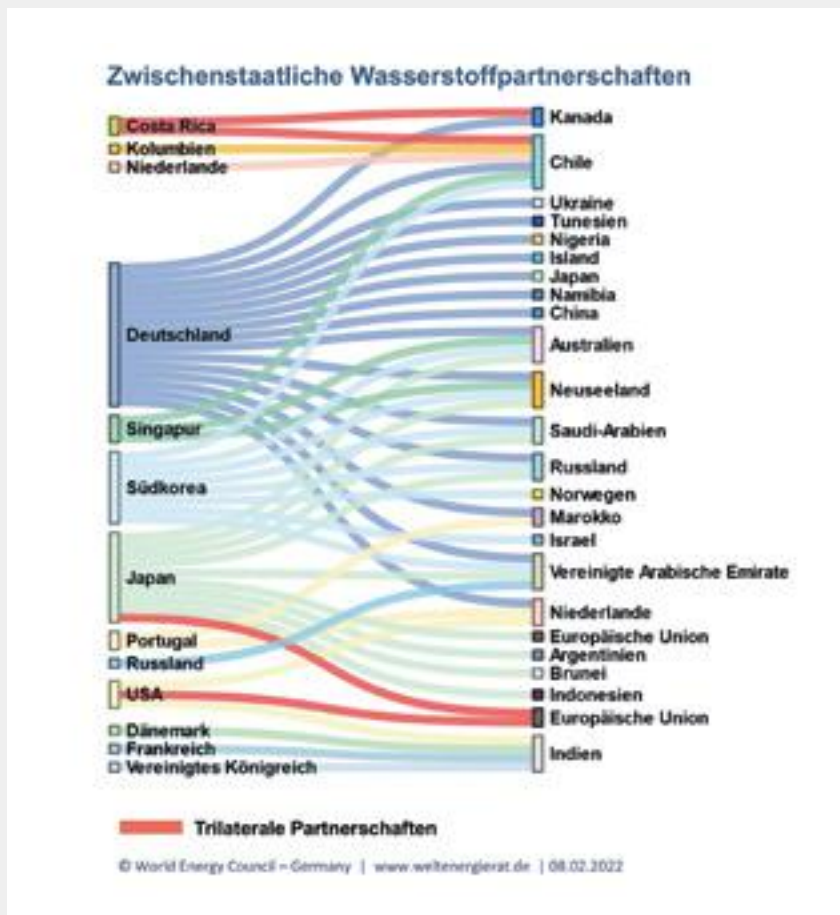 Zwischenstaatliche Wasserstoffpartnerschaften
Costa Rica
Kolumbien
Niederlande
Deutschland
Singapur
Südkorea
Japan
Portugal
Russland
USA
Dänemark
Frankreich
Vereinigtes Königreich
Kanada
Chile
Ukraine
Tunesien
Nigeria
Island
Japan
Namibia
China
Australien
Neuseeland
Saudi-Arabien
Russland
Norwegen
Marokko
Israel
Vereinigte Arabische Emirate
Niederlande
Europäische Union
Argentinien
Brunei
Indonesien
Europäische Union
Indien
Trilaterale Partnerschaften
© World Energy Council – Germany | www.weltenergierat.de | 08.02.2022